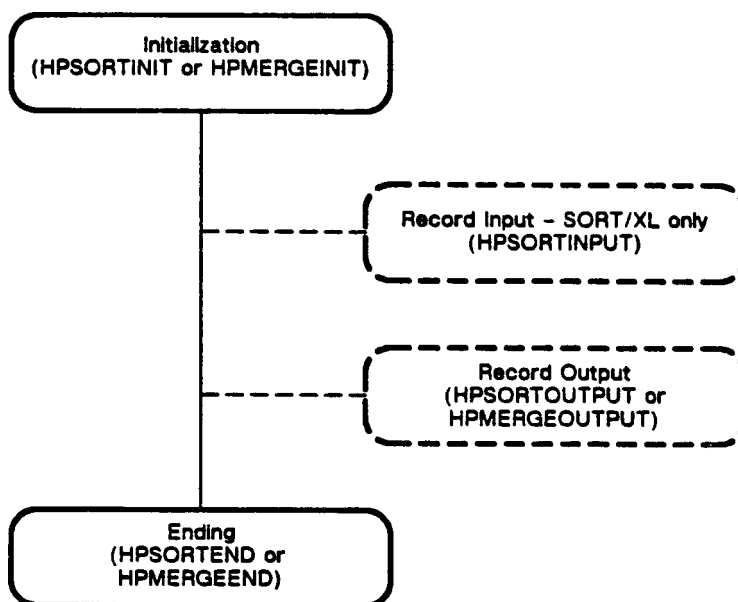 Initialization
(HPSORTINIT or HPMERGEINIT)
Record Input - SORT/XL only
(HPSORTINPUT)
Record Output
(HPSORTOUTPUT or
HPMERGEOUTPUT)
Ending
(HPSORTEND or
HPMERGEEND)